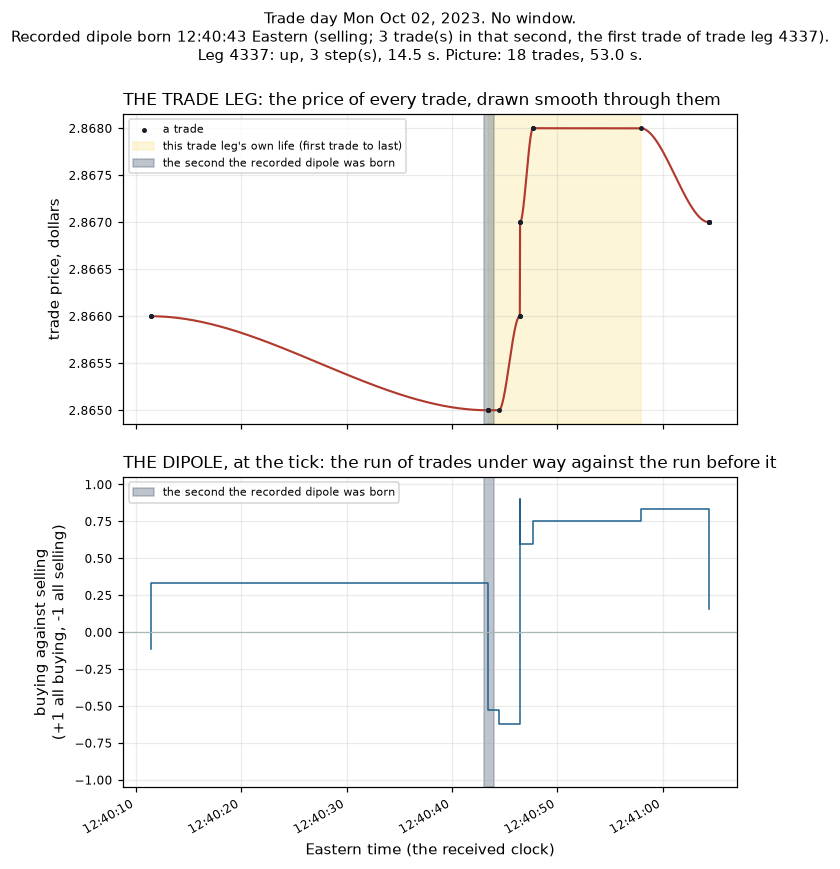 Trade day Mon Oct 02, 2023. No window.
Recorded dipole born 12:40:43 Eastern (selling; 3 trade(s) in that second, the first trade of trade leg 4337).
Leg 4337: up, 3 step(s), 14.5 s. Picture: 18 trades, 53.0 s.
THE TRADE LEG: the price of every trade, drawn smooth through them
a trade
this trade leg's own life (first trade to last)
the second the recorded dipole was born
trade price, dollars
2.8680
2.8675
2.8670
2.8665
2.8660
2.8655
2.8650
THE DIPOLE, at the tick: the run of trades under way against the run before it
the second the recorded dipole was born
buying against selling
(+1 all buying, -1 all selling)
1.00
0.75
0.50
0.25
0.00
−0.25
−0.50
−0.75
−1.00
12:40:10
12:40:20
12:40:30
12:40:40
12:40:50
12:41:00
Eastern time (the received clock)